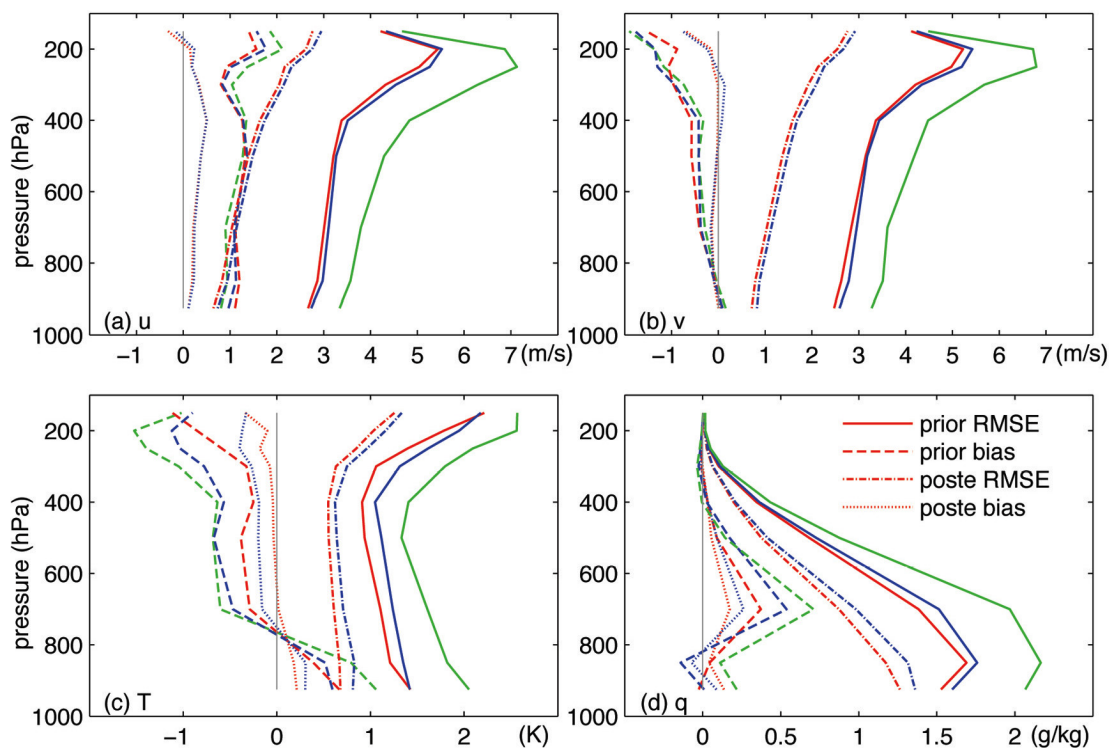 200
400
600
800
1000
pressure (hPa)
(a) u
−1 0 1 2 3 4 5 6 7 (m/s)
200
400
600
800
1000
(b) v
−1 0 1 2 3 4 5 6 7 (m/s)
200
400
600
800
1000
pressure (hPa)
(c) T
−1 0 1 2 (K)
200
400
600
800
1000
prior RMSE
prior bias
poste RMSE
poste bias
(d) q
0 0.5 1 1.5 2 (g/kg)